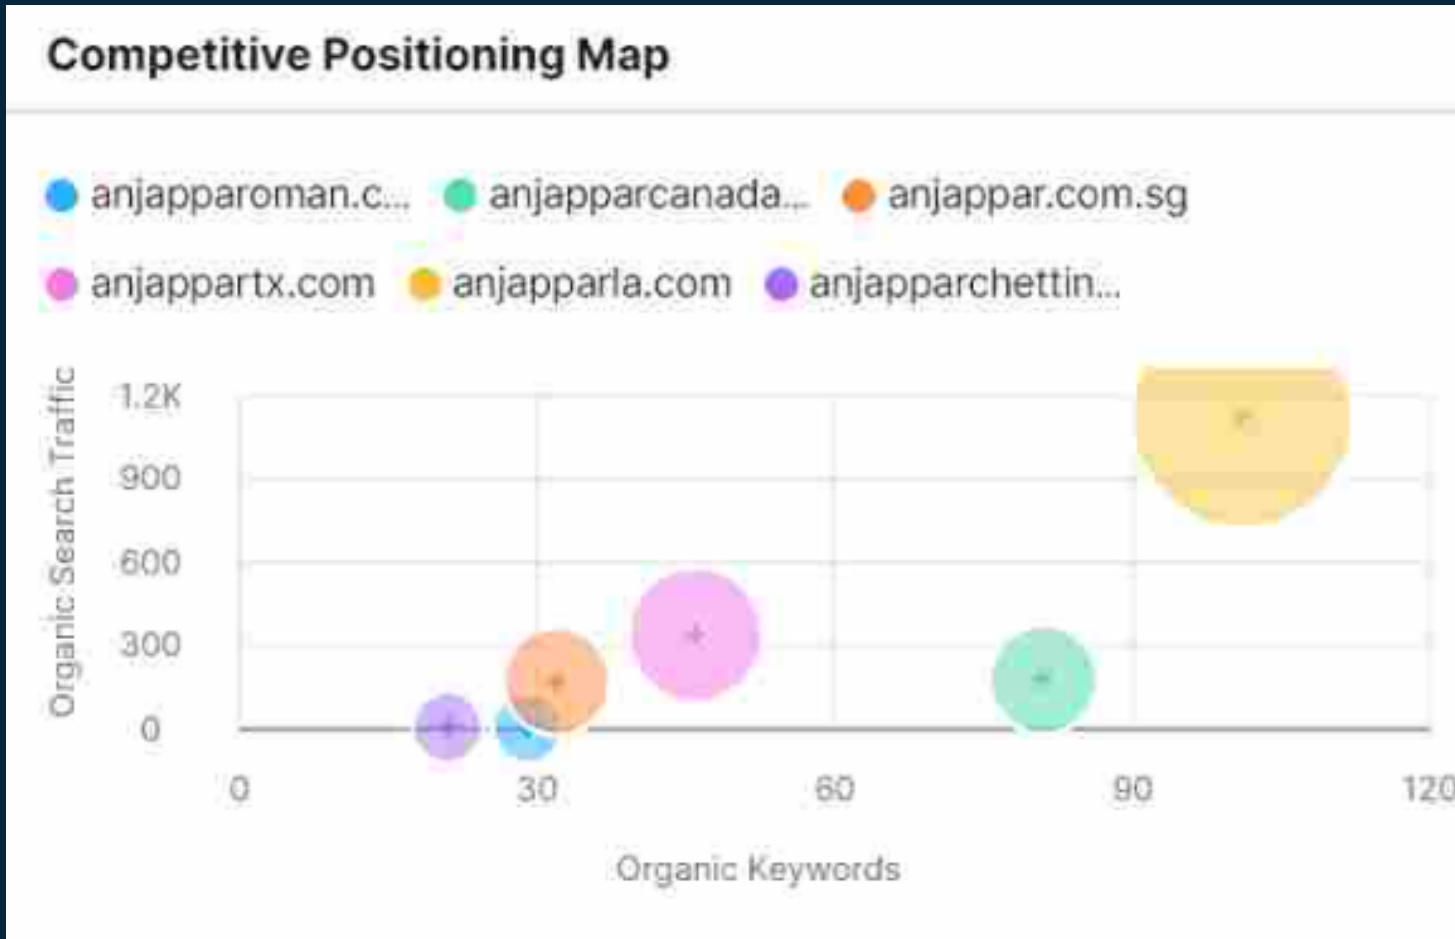 Competitive Positioning Map
anjapparoman.c... anjapparcanada... anjappar.com.sg
anjappartx.com anjapparla.com anjapparchettin...
Organic Search Traffic
1.2K
900
600
300
0
0 30 60 90 120
Organic Keywords